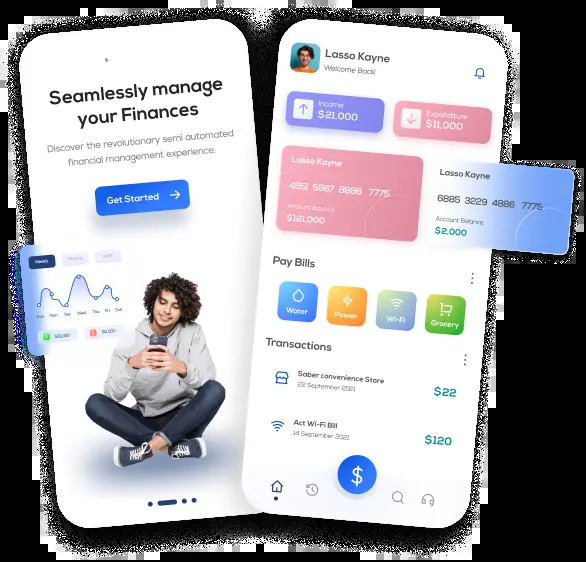 Seamlessly manage
your Finances
Discover the revolutionary semi automated
financial management experience.
Get Started
Weekly
Sun Mon Tue Wed Thu Fri Sat
Lasso Kayne
Welcome Back!
Income
$21,000
Expanditure
$11,000
Lasso Kayne
4551 5667 8886 7775
Account Balance
$121,000
Lasso Kayne
6885 3229 4886 7775
Account Balance
$2,000
Pay Bills
Water
Power
Wi-Fi
Grocery
Transactions
Saber convenience Store
22 September 2021
$22
Act Wi-Fi Bill
14 September 2021
$120
$